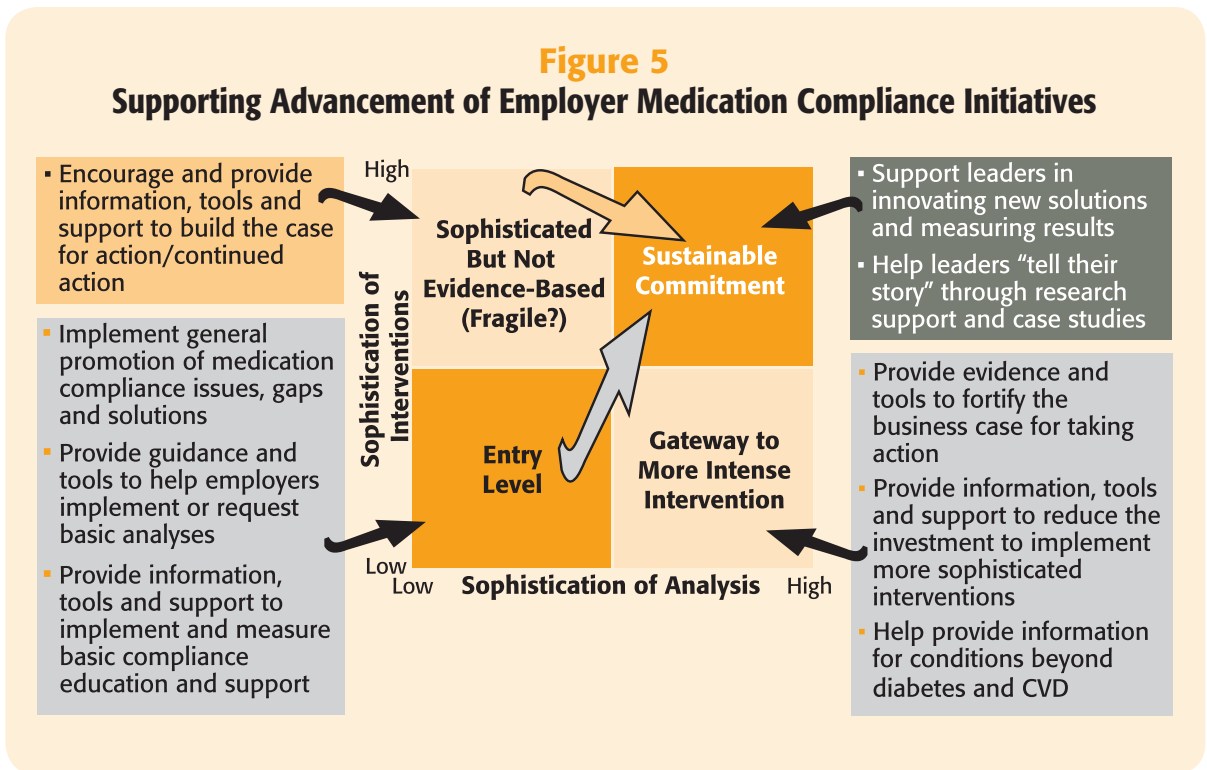 Figure 5
Supporting Advancement of Employer Medication Compliance Initiatives
▪ Encourage and provide
information, tools and
support to build the case
for action/continued
action
▪ Implement general
promotion of medication
compliance issues, gaps
and solutions
▪ Provide guidance and
tools to help employers
implement or request
basic analyses
▪ Provide information,
tools and support to
implement and measure
basic compliance
education and support
High
Sophistication of
Interventions
Low
Sophisticated
But Not
Evidence-Based
(Fragile?)
Sustainable
Commitment
Entry
Level
Gateway to
More Intense
Intervention
Low
Sophistication of Analysis
High
▪ Support leaders in
innovating new solutions
and measuring results
▪ Help leaders “tell their
story” through research
support and case studies
▪ Provide evidence and
tools to fortify the
business case for taking
action
▪ Provide information, tools
and support to reduce the
investment to implement
more sophisticated
interventions
▪ Help provide information
for conditions beyond
diabetes and CVD